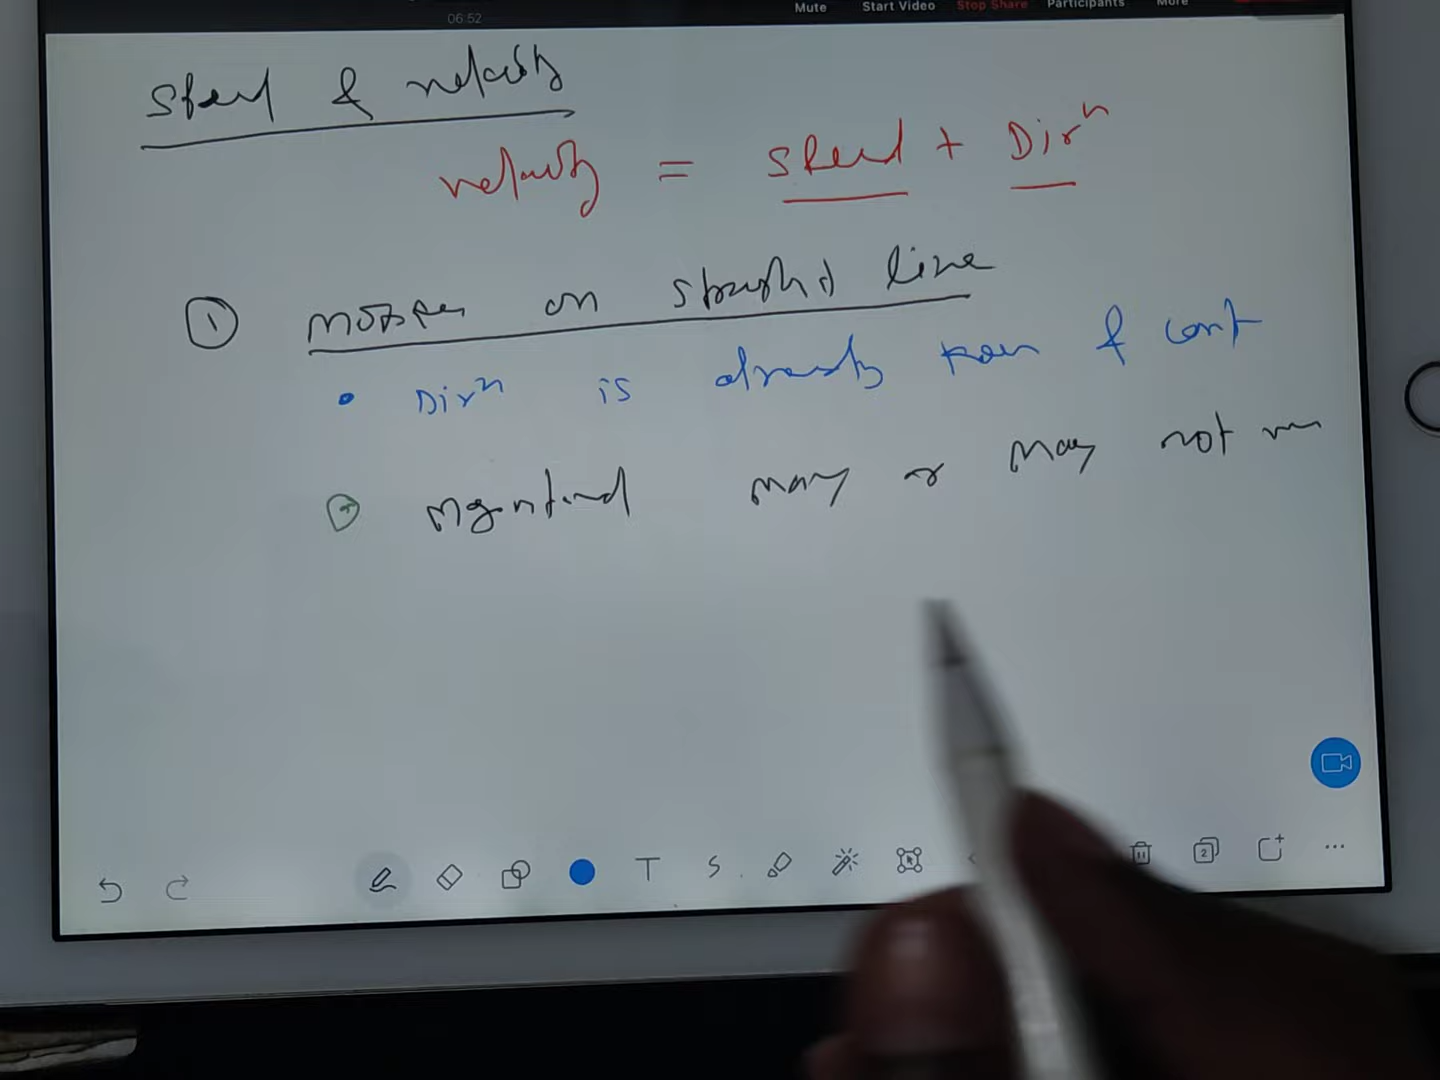 06:52
Mute Start Video Stop Share Participants More
Speed & velocity
velocity = Speed + Dirⁿ
① motion on straight line
• Dirⁿ is already & const
magnitude may or may not
T
2